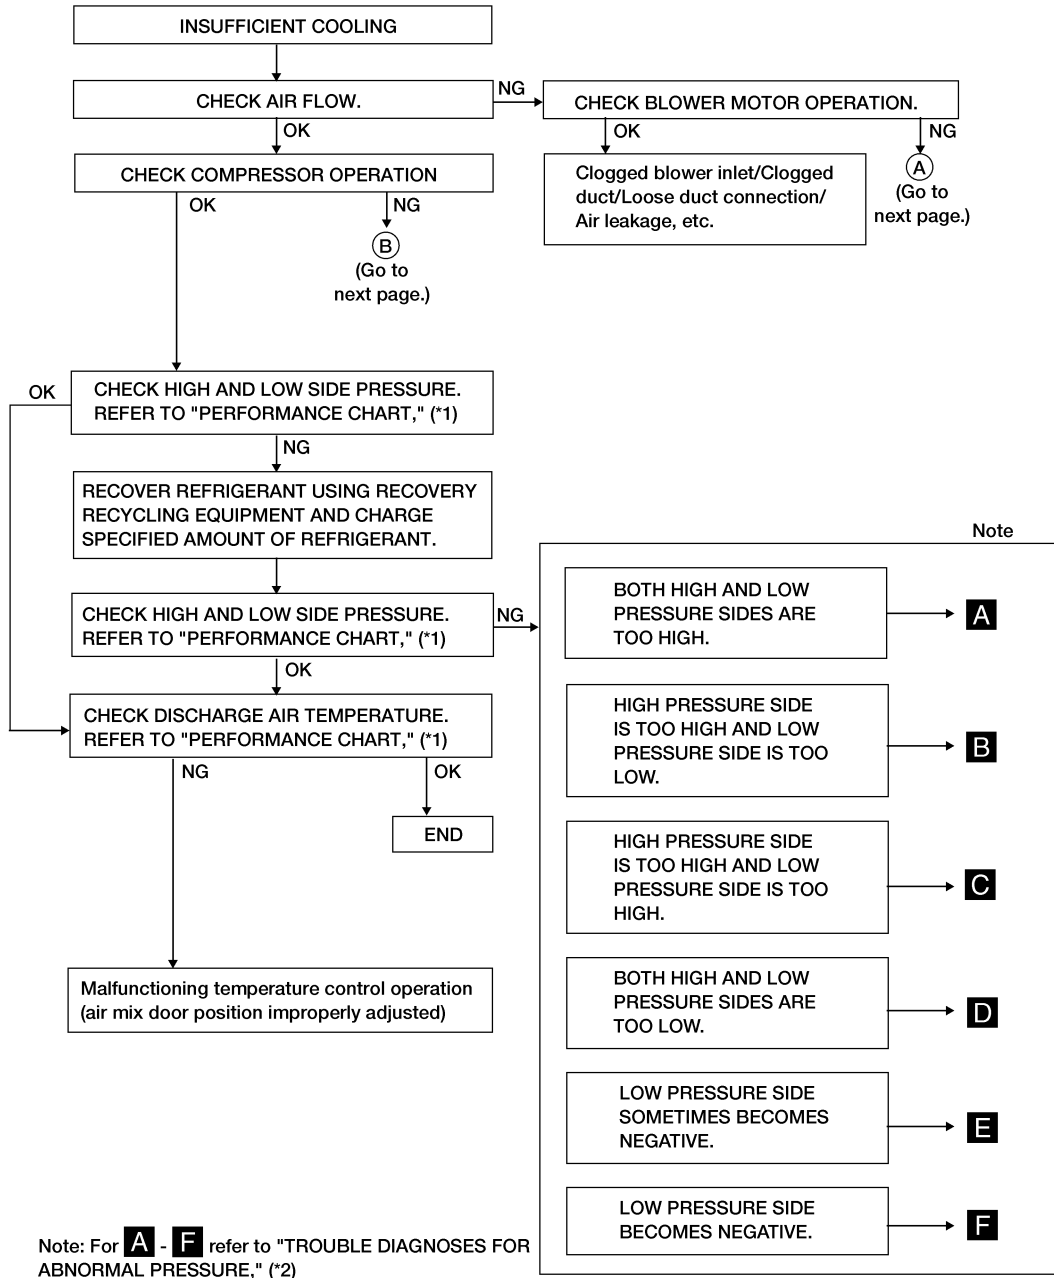 INSUFFICIENT COOLING
CHECK AIR FLOW.
NG
CHECK BLOWER MOTOR OPERATION.
OK
OK
NG
CHECK COMPRESSOR OPERATION
Clogged blower inlet/Clogged
duct/Loose duct connection/
Air leakage, etc.
A
(Go to
next page.)
OK
NG
B
(Go to
next page.)
OK
CHECK HIGH AND LOW SIDE PRESSURE.
REFER TO "PERFORMANCE CHART," (*1)
NG
RECOVER REFRIGERANT USING RECOVERY
RECYCLING EQUIPMENT AND CHARGE
SPECIFIED AMOUNT OF REFRIGERANT.
CHECK HIGH AND LOW SIDE PRESSURE.
REFER TO "PERFORMANCE CHART," (*1)
NG
OK
CHECK DISCHARGE AIR TEMPERATURE.
REFER TO "PERFORMANCE CHART," (*1)
NG
OK
END
Malfunctioning temperature control operation
(air mix door position improperly adjusted)
Note
BOTH HIGH AND LOW
PRESSURE SIDES ARE
TOO HIGH.
A
HIGH PRESSURE SIDE
IS TOO HIGH AND LOW
PRESSURE SIDE IS TOO
LOW.
B
HIGH PRESSURE SIDE
IS TOO HIGH AND LOW
PRESSURE SIDE IS TOO
HIGH.
C
BOTH HIGH AND LOW
PRESSURE SIDES ARE
TOO LOW.
D
LOW PRESSURE SIDE
SOMETIMES BECOMES
NEGATIVE.
E
LOW PRESSURE SIDE
BECOMES NEGATIVE.
F
Note: For A - F refer to "TROUBLE DIAGNOSES FOR
ABNORMAL PRESSURE," (*2)